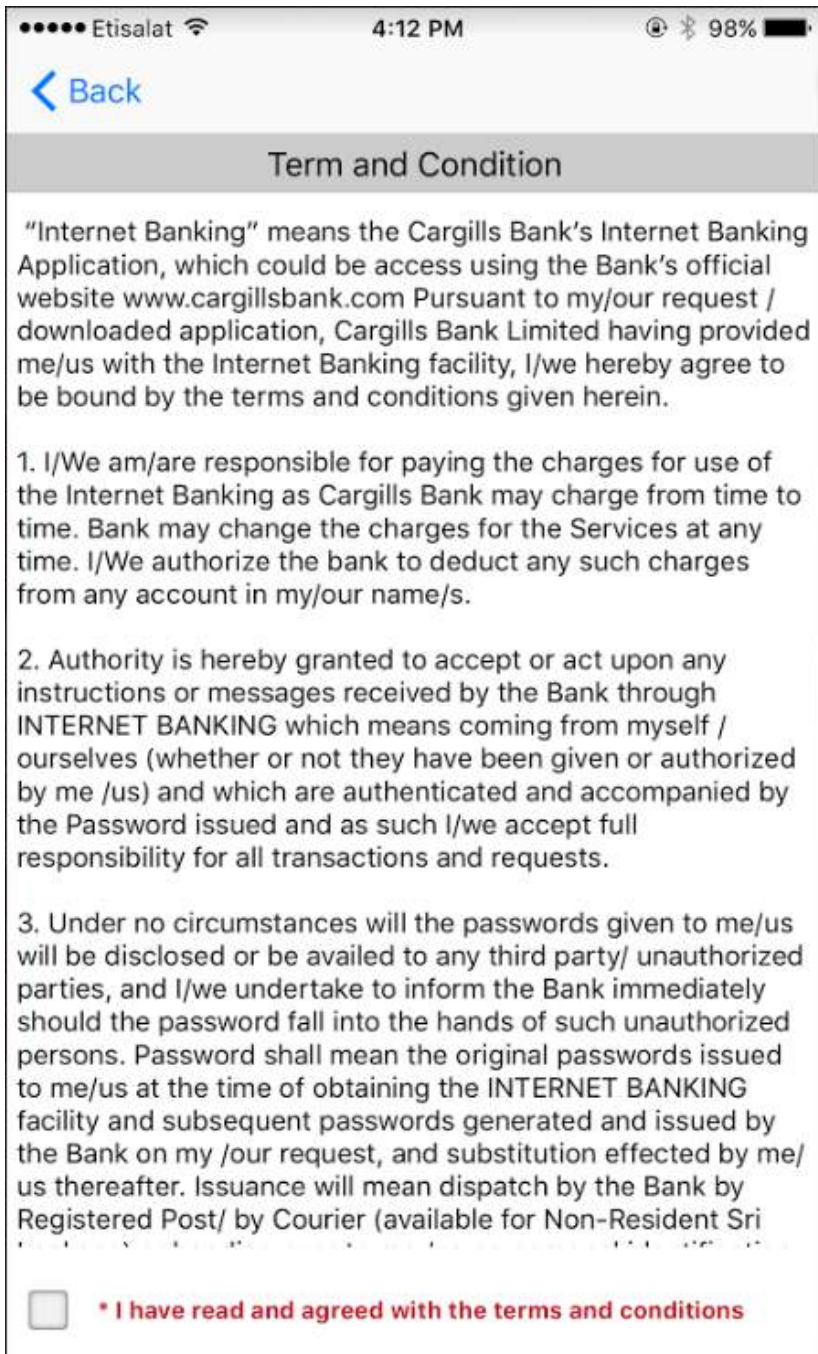 Etisalat 4:12 PM 98%
Back
Term and Condition
“Internet Banking” means the Cargills Bank’s Internet Banking
Application, which could be access using the Bank’s official
website www.cargillsbank.com Pursuant to my/our request /
downloaded application, Cargills Bank Limited having provided
me/us with the Internet Banking facility, I/we hereby agree to
be bound by the terms and conditions given herein.
1. I/We am/are responsible for paying the charges for use of
the Internet Banking as Cargills Bank may charge from time to
time. Bank may change the charges for the Services at any
time. I/We authorize the bank to deduct any such charges
from any account in my/our name/s.
2. Authority is hereby granted to accept or act upon any
instructions or messages received by the Bank through
INTERNET BANKING which means coming from myself /
ourselves (whether or not they have been given or authorized
by me /us) and which are authenticated and accompanied by
the Password issued and as such I/we accept full
responsibility for all transactions and requests.
3. Under no circumstances will the passwords given to me/us
will be disclosed or be availed to any third party/ unauthorized
parties, and I/we undertake to inform the Bank immediately
should the password fall into the hands of such unauthorized
persons. Password shall mean the original passwords issued
to me/us at the time of obtaining the INTERNET BANKING
facility and subsequent passwords generated and issued by
the Bank on my /our request, and substitution effected by me/
us thereafter. Issuance will mean dispatch by the Bank by
Registered Post/ by Courier (available for Non-Resident Sri
* I have read and agreed with the terms and conditions